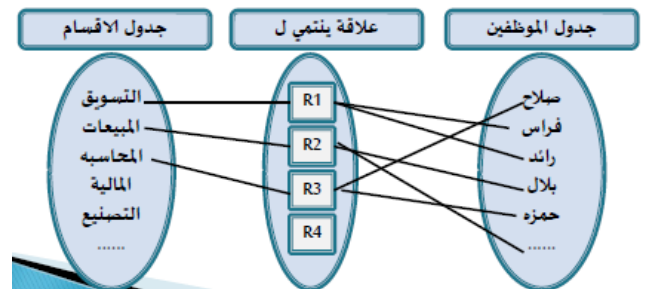 جدول الموظفين
علاقة ينتمي ل
جدول الاقسام
صلاح
فراس
رائد
بلال
حمزه
......
R1
R2
R3
R4
التسويق
المبيعات
المحاسبه
المالية
التصنيع
......